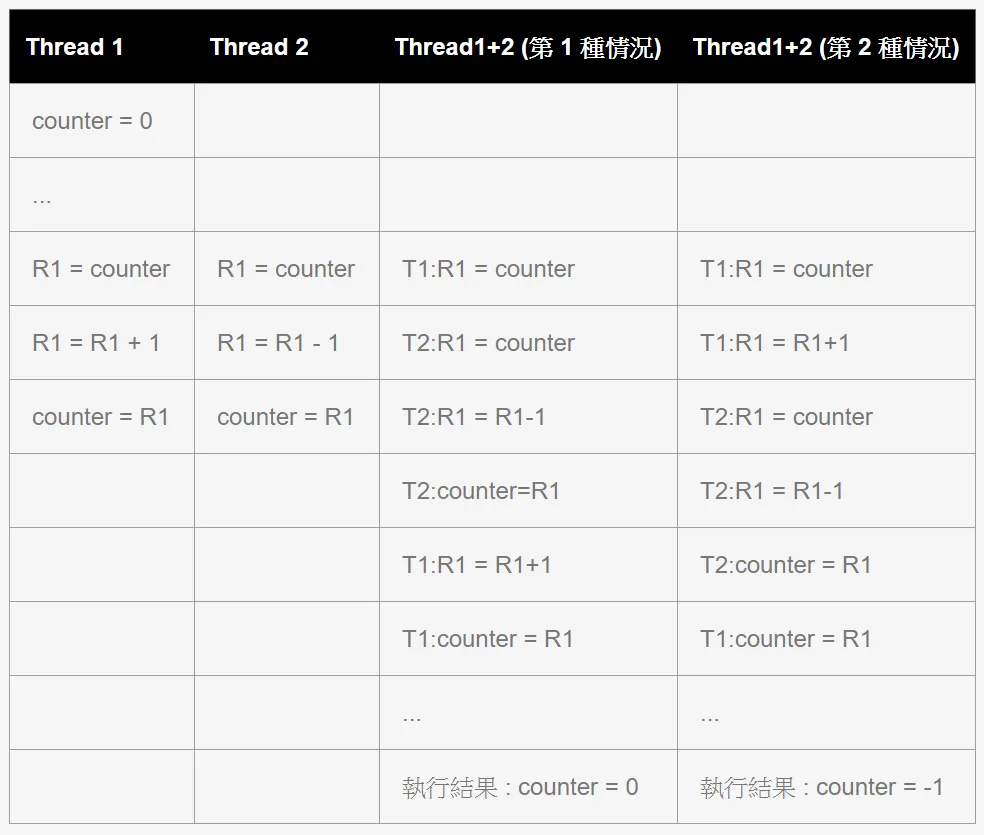 Thread 1 Thread 2 Thread1+2 (第 1 種情況) Thread1+2 (第 2 種情況)
counter = 0
...
R1 = counter R1 = counter T1:R1 = counter T1:R1 = counter
R1 = R1 + 1 R1 = R1 - 1 T2:R1 = counter T1:R1 = R1+1
counter = R1 counter = R1 T2:R1 = R1-1 T2:R1 = counter
T2:counter=R1 T2:R1 = R1-1
T1:R1 = R1+1 T2:counter = R1
T1:counter = R1 T1:counter = R1
... ...
執行結果 : counter = 0 執行結果 : counter = -1